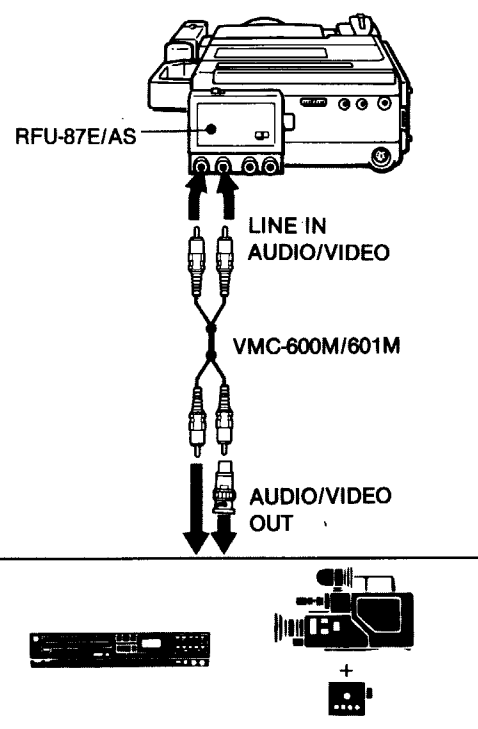 RFU-87E/AS
LINE IN
AUDIO/VIDEO
VMC-600M/601M
AUDIO/VIDEO
OUT
+